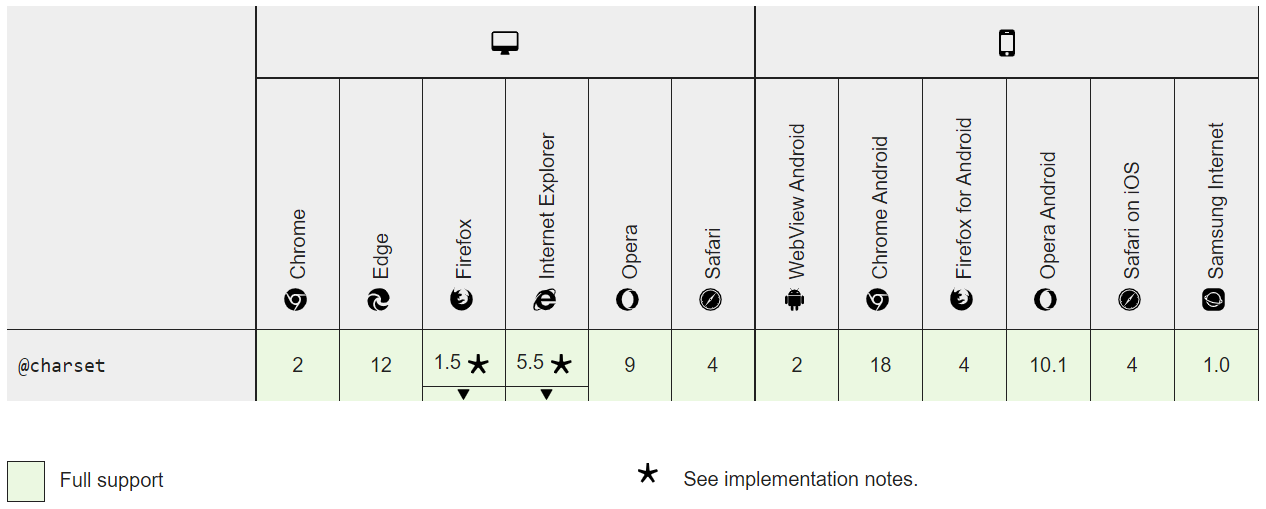 Chrome
Edge
Firefox
Internet Explorer
Opera
Safari
WebView Android
Chrome Android
Firefox for Android
Opera Android
Safari on iOS
Samsung Internet
@charset 2 12 1.5 * 5.5 * 9 4 2 18 4 10.1 4 1.0
Full support
* See implementation notes.